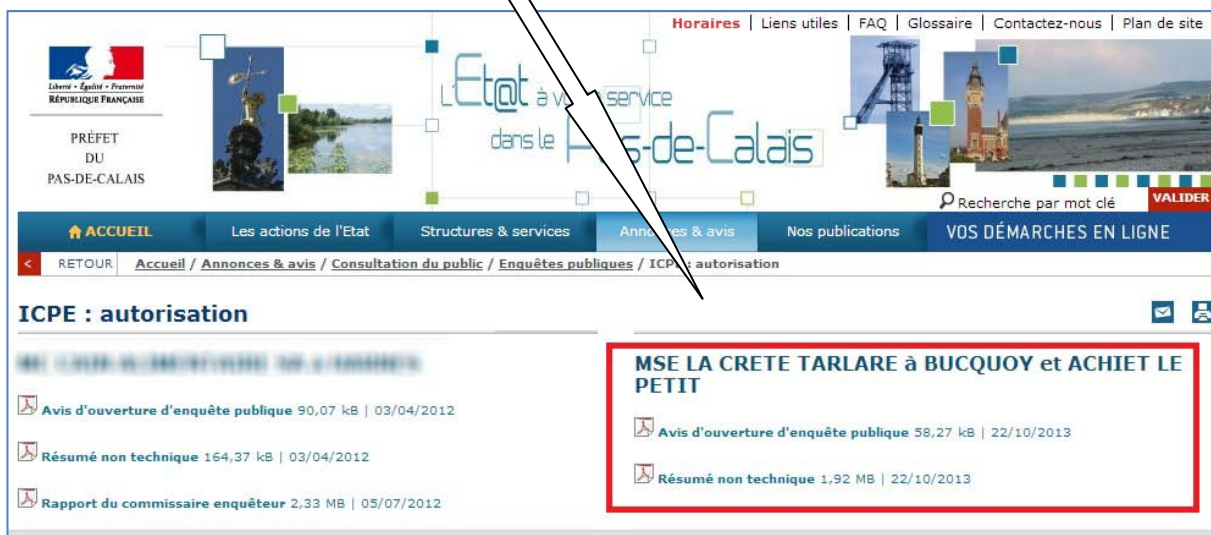 Horaires | Liens utiles | FAQ | Glossaire | Contactez-nous | Plan de site
Liberté • Égalité • Fraternité
RÉPUBLIQUE FRANÇAISE
PRÉFET
DU
PAS-DE-CALAIS
L'Et@t à service
dans le Pas-de-Calais
Recherche par mot clé VALIDER
ACCUEIL Les actions de l'Etat Structures & services Annonces & avis Nos publications VOS DÉMARCHES EN LIGNE
< RETOUR Accueil / Annonces & avis / Consultation du public / Enquêtes publiques / ICPE : autorisation
ICPE : autorisation
Avis d'ouverture d'enquête publique 90,07 kB | 03/04/2012
Résumé non technique 164,37 kB | 03/04/2012
Rapport du commissaire enquêteur 2,33 MB | 05/07/2012
MSE LA CRETE TARLARE à BUCQUOY et ACHIET LE
PETIT
Avis d'ouverture d'enquête publique 58,27 kB | 22/10/2013
Résumé non technique 1,92 MB | 22/10/2013